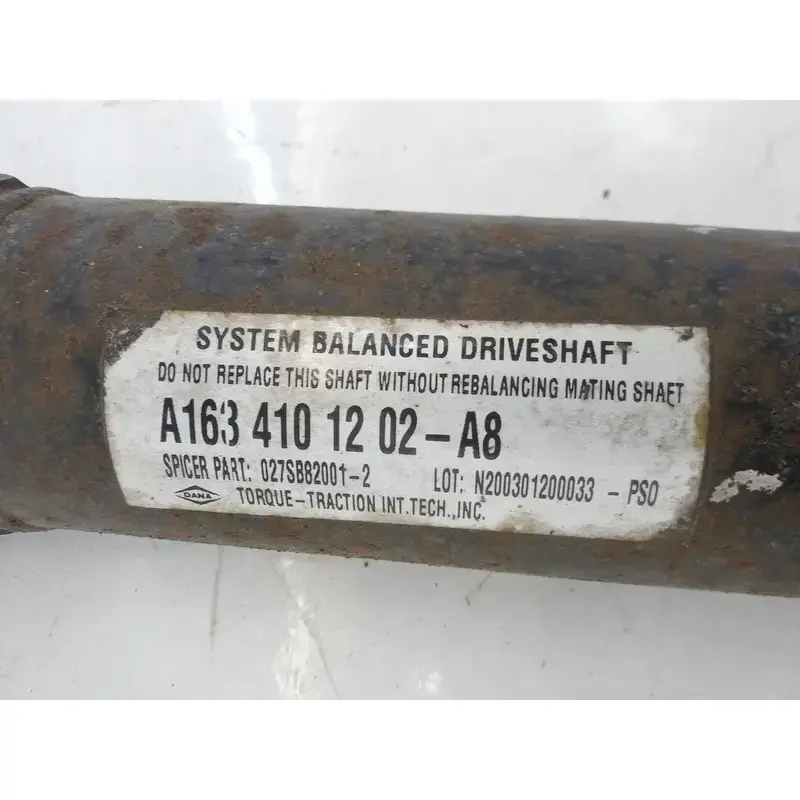 SYSTEM BALANCED DRIVESHAFT
DO NOT REPLACE THIS SHAFT WITHOUT REBALANCING MATING SHAFT
A163 410 12 02-A8
SPICER PART: 027SB82001-2 LOT: N200301200033 - PSO
DANA TORQUE-TRACTION INT.TECH.,INC.